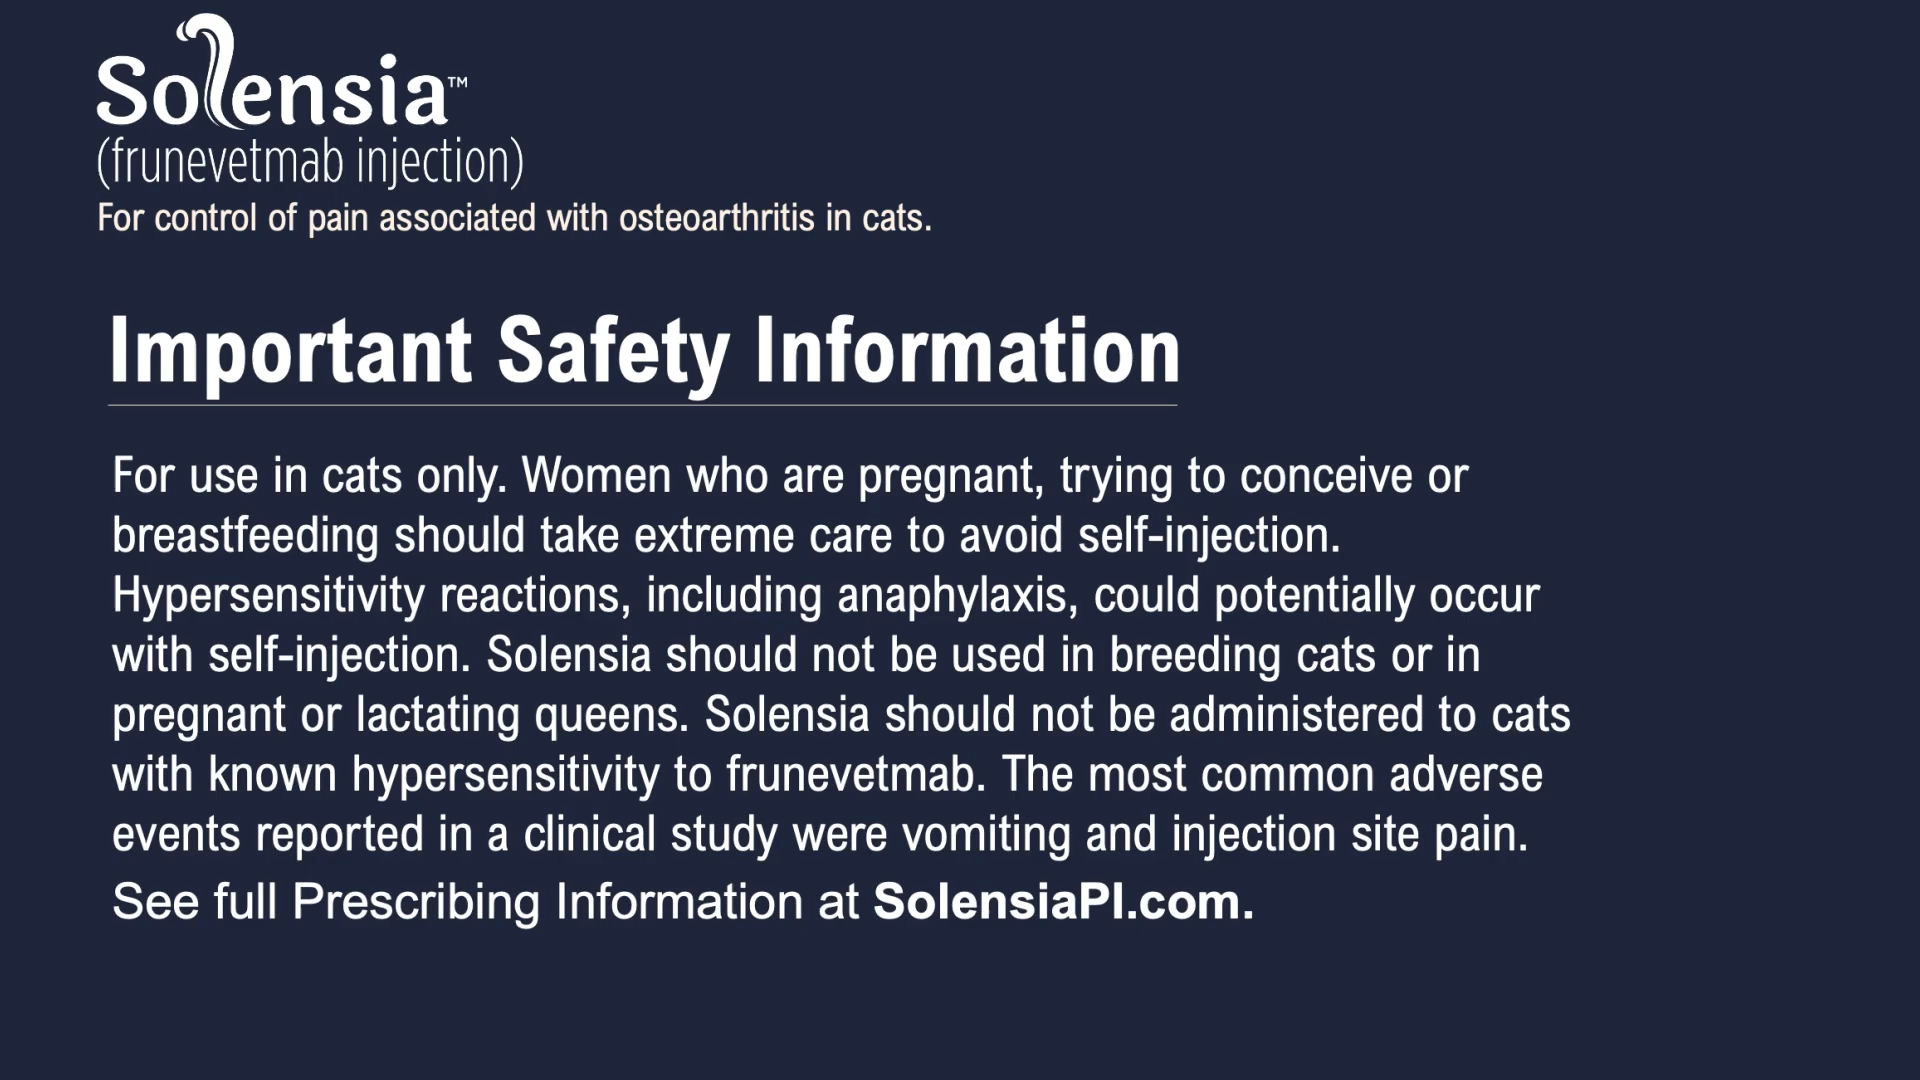 Solensia™
(frunevetmab injection)
For control of pain associated with osteoarthritis in cats.
Important Safety Information
For use in cats only. Women who are pregnant, trying to conceive or
breastfeeding should take extreme care to avoid self-injection.
Hypersensitivity reactions, including anaphylaxis, could potentially occur
with self-injection. Solensia should not be used in breeding cats or in
pregnant or lactating queens. Solensia should not be administered to cats
with known hypersensitivity to frunevetmab. The most common adverse
events reported in a clinical study were vomiting and injection site pain.
See full Prescribing Information at SolensiaPI.com.